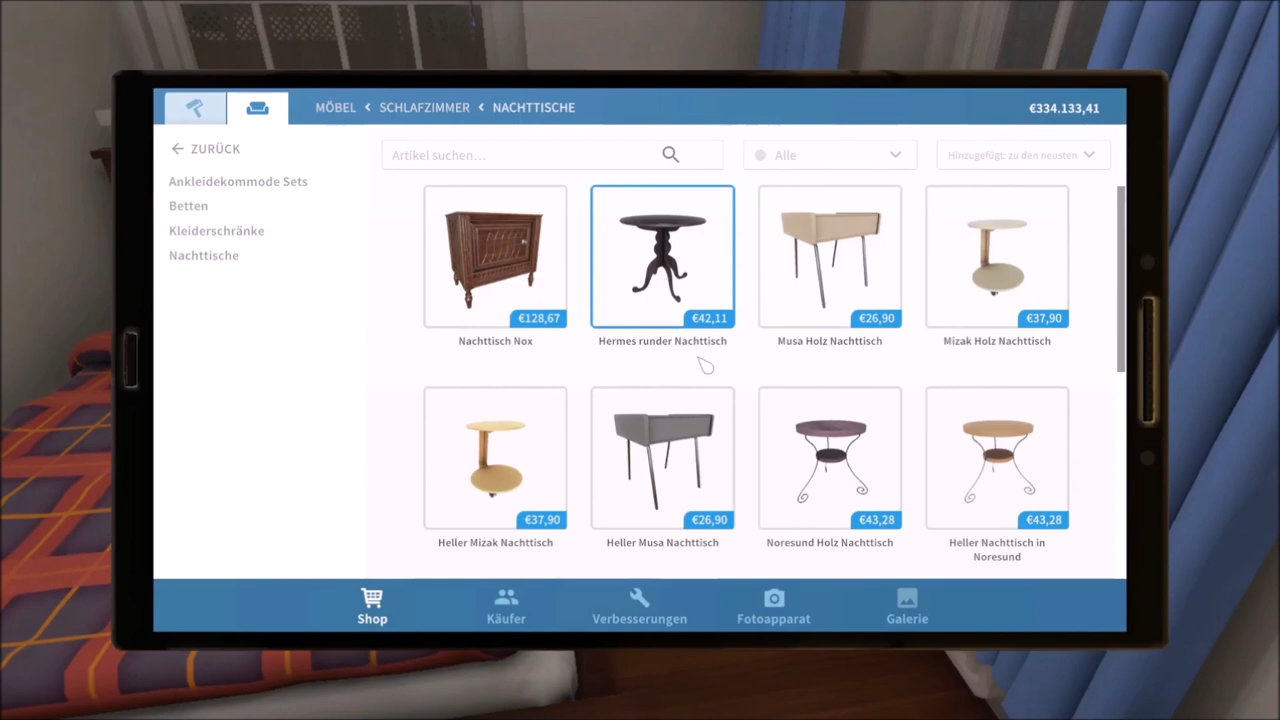 MÖBEL < SCHLAFZIMMER < NACHTTISCHE
€334.133,41
← ZURÜCK
Ankleidekommode Sets
Betten
Kleiderschränke
Nachttische
Artikel suchen...
Alle
Hinzugefügt: zu den neusten
€128,67
€42,11
€26,90
€37,90
Nachttisch Nox
Hermes runder Nachttisch
Musa Holz Nachttisch
Mizak Holz Nachttisch
€37,90
€26,90
€43,28
€43,28
Heller Mizak Nachttisch
Heller Musa Nachttisch
Noresund Holz Nachttisch
Heller Nachttisch in
Noresund
Shop
Käufer
Verbesserungen
Fotoapparat
Galerie